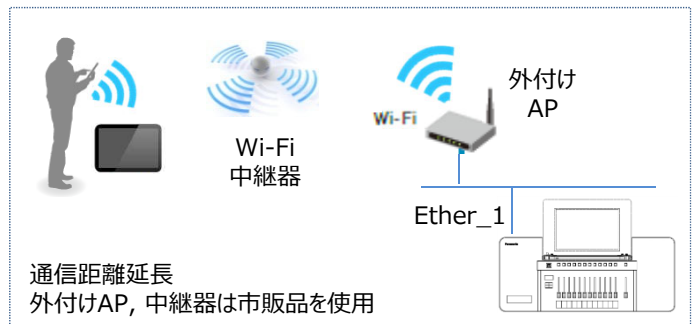 外付け
AP
Wi-Fi
Wi-Fi
中継器
Ether_1
通信距離延長
外付けAP, 中継器は市販品を使用